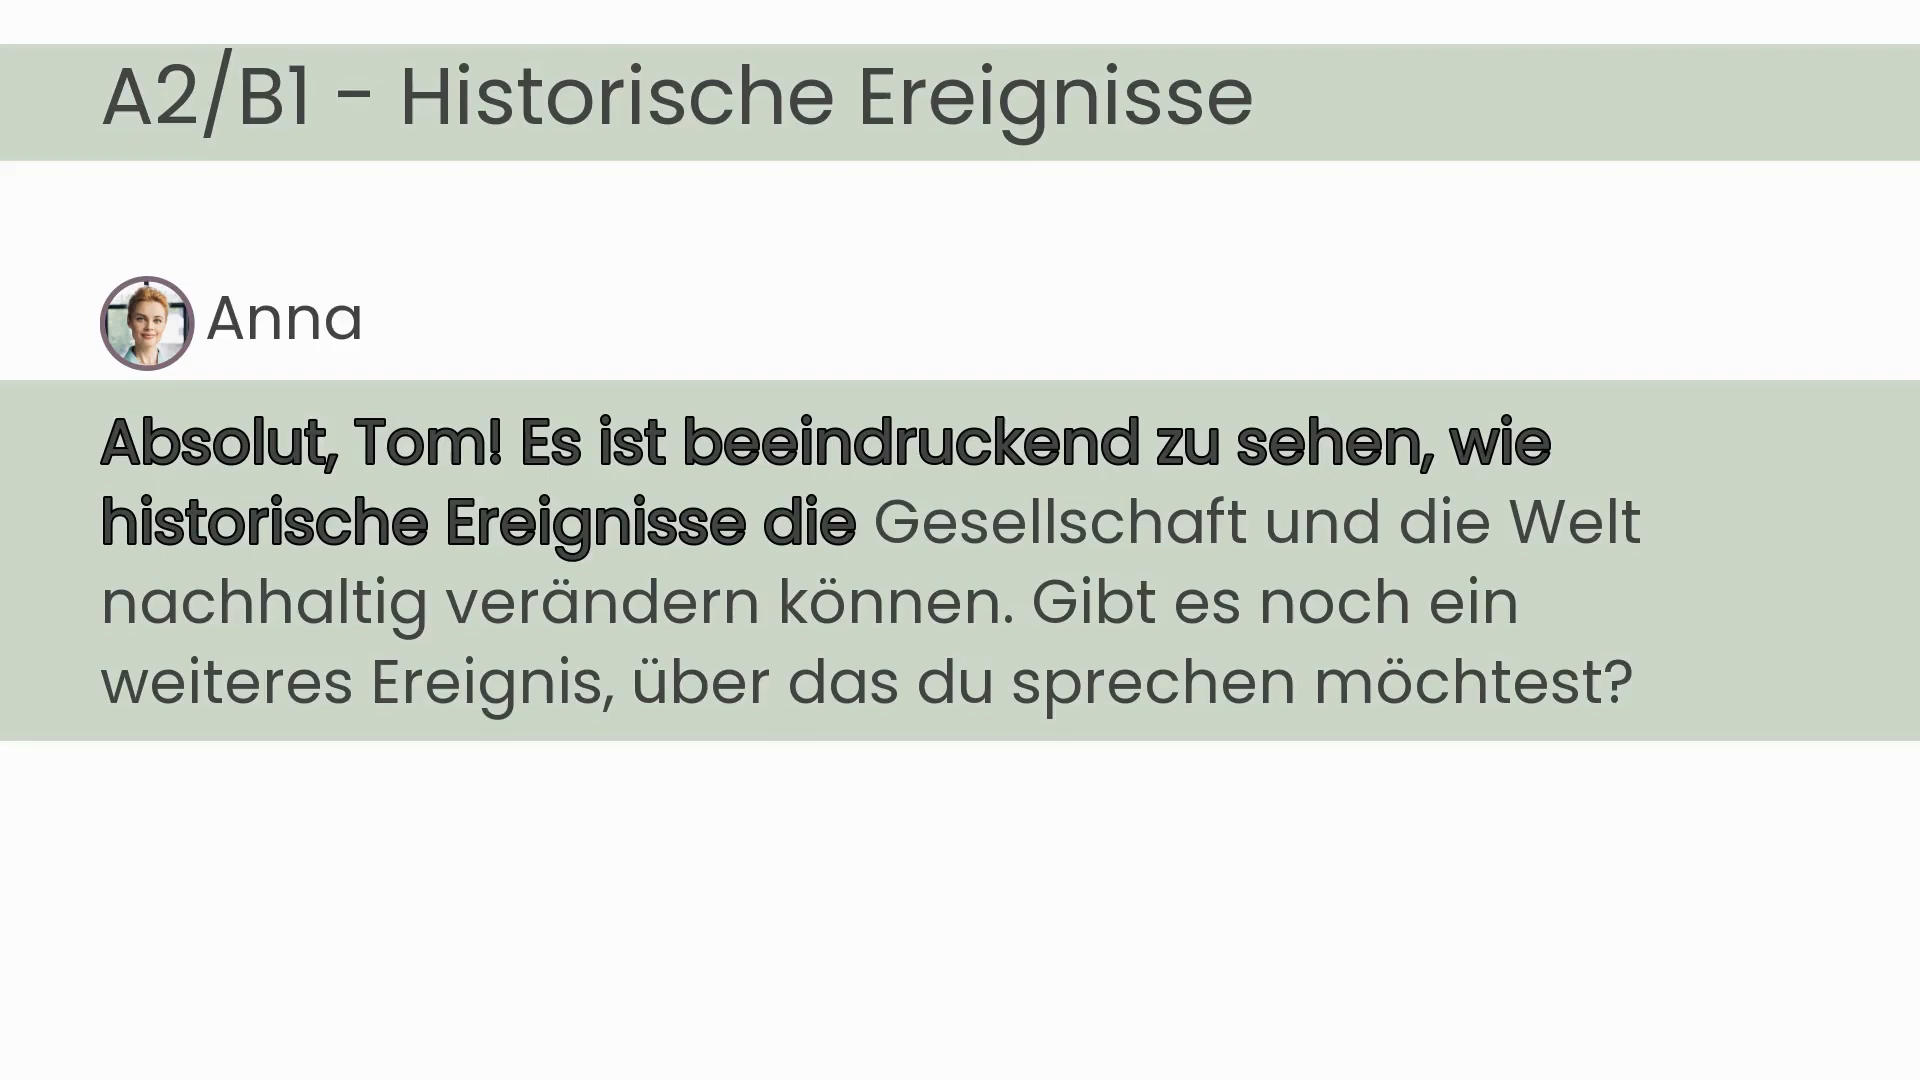 A2/B1 - Historische Ereignisse
Anna
Absolut, Tom! Es ist beeindruckend zu sehen, wie
historische Ereignisse die Gesellschaft und die Welt
nachhaltig verändern können. Gibt es noch ein
weiteres Ereignis, über das du sprechen möchtest?